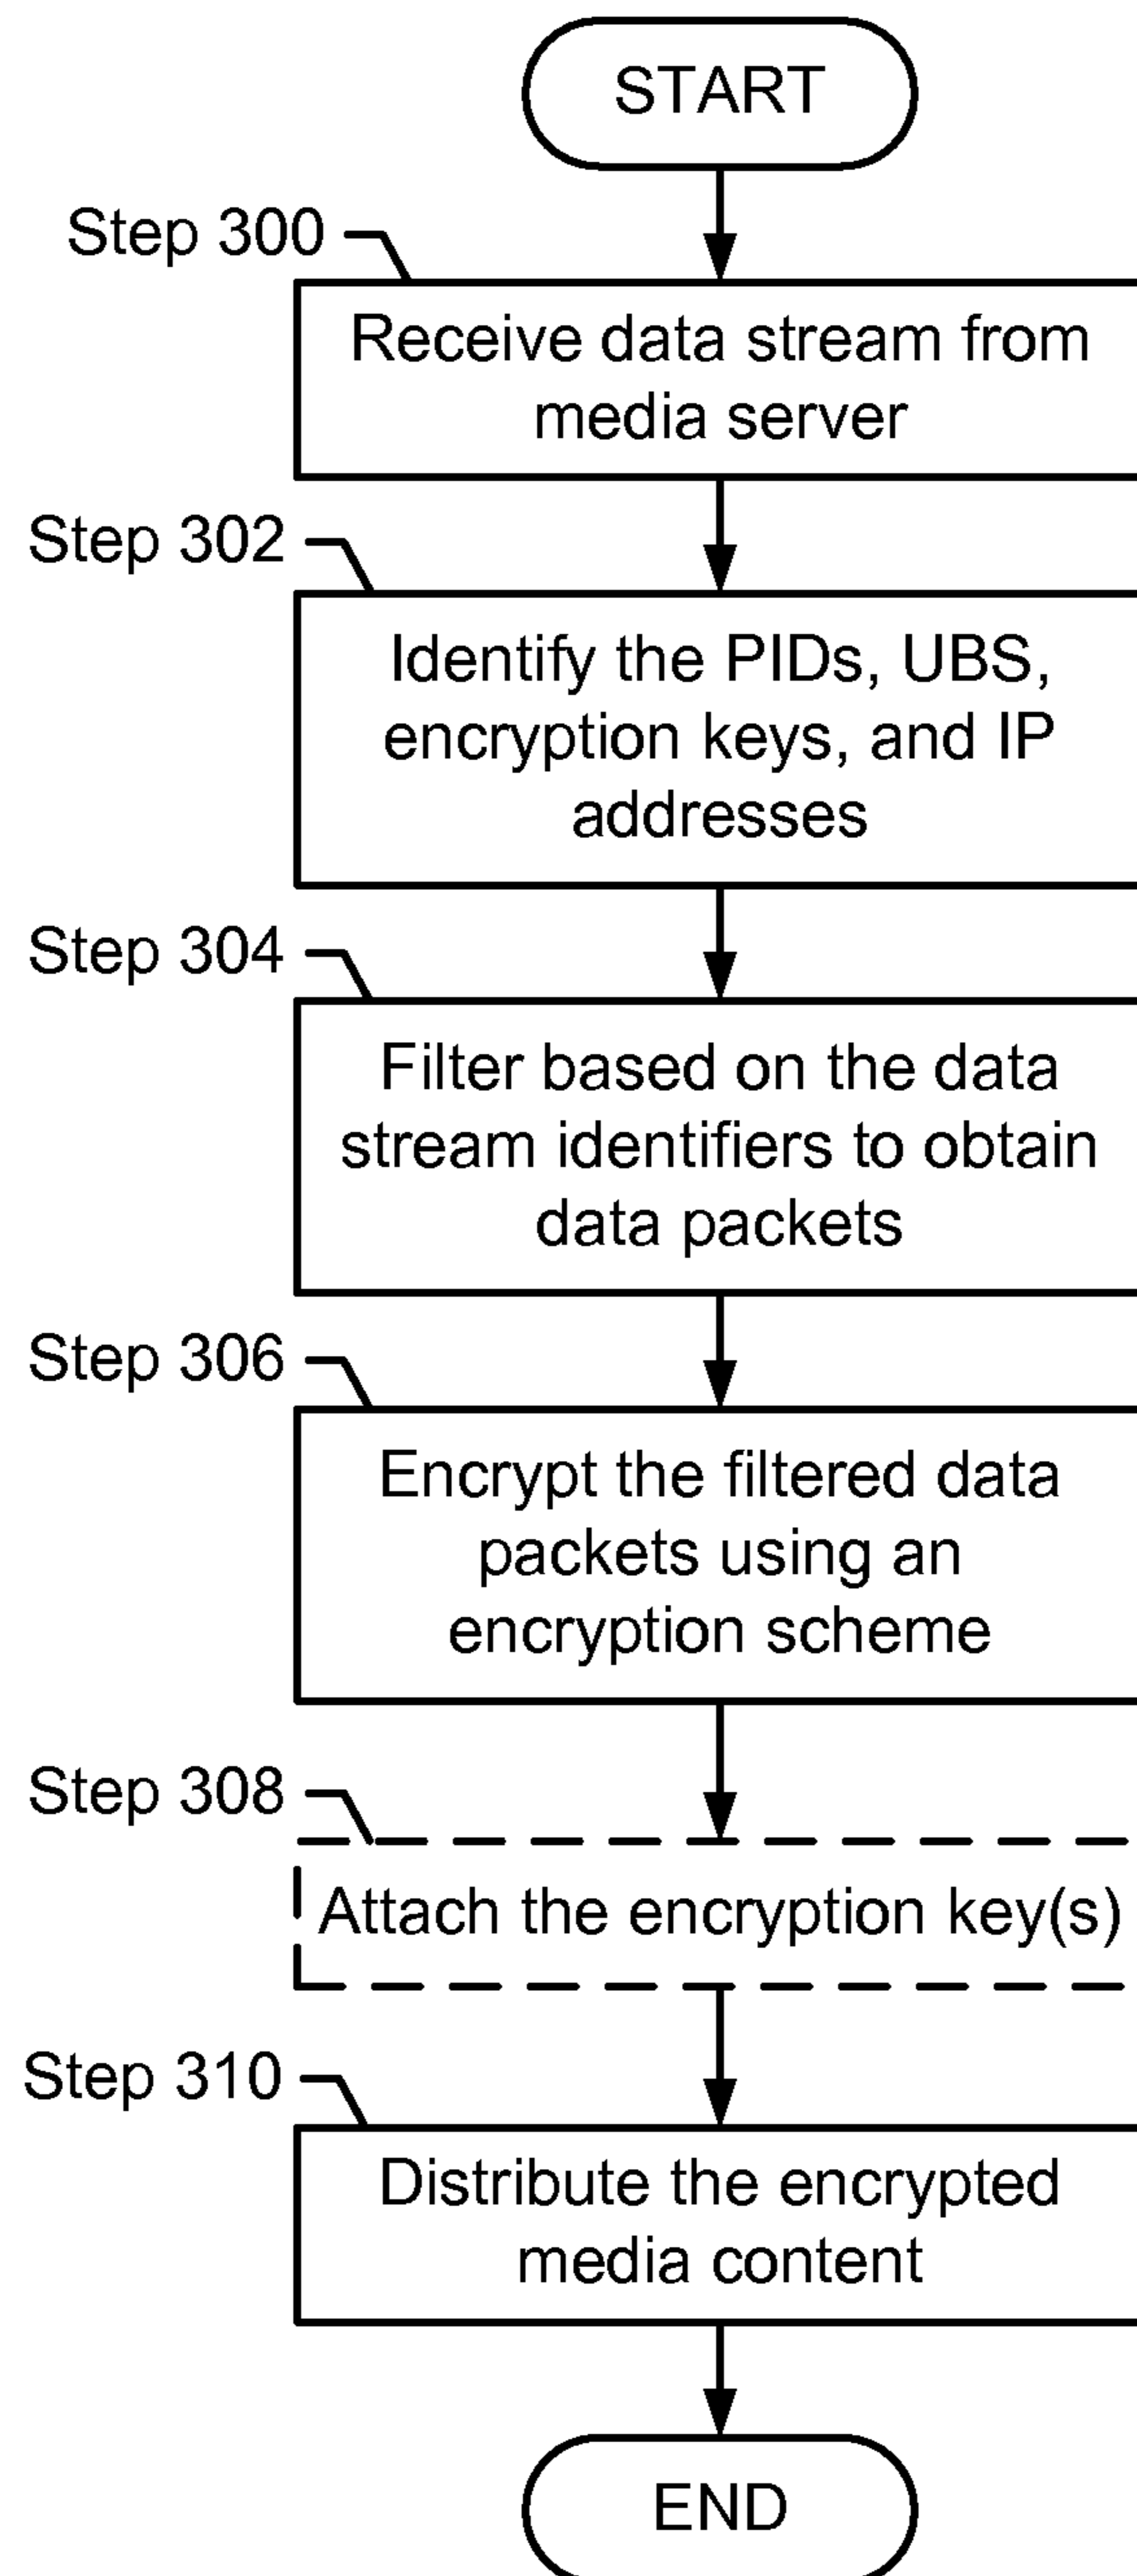 START
Step 300
Receive data stream from
media server
Step 302
Identify the PIDs, UBS,
encryption keys, and IP
addresses
Step 304
Filter based on the data
stream identifiers to obtain
data packets
Step 306
Encrypt the filtered data
packets using an
encryption scheme
Step 308
Attach the encryption key(s)
Step 310
Distribute the encrypted
media content
END